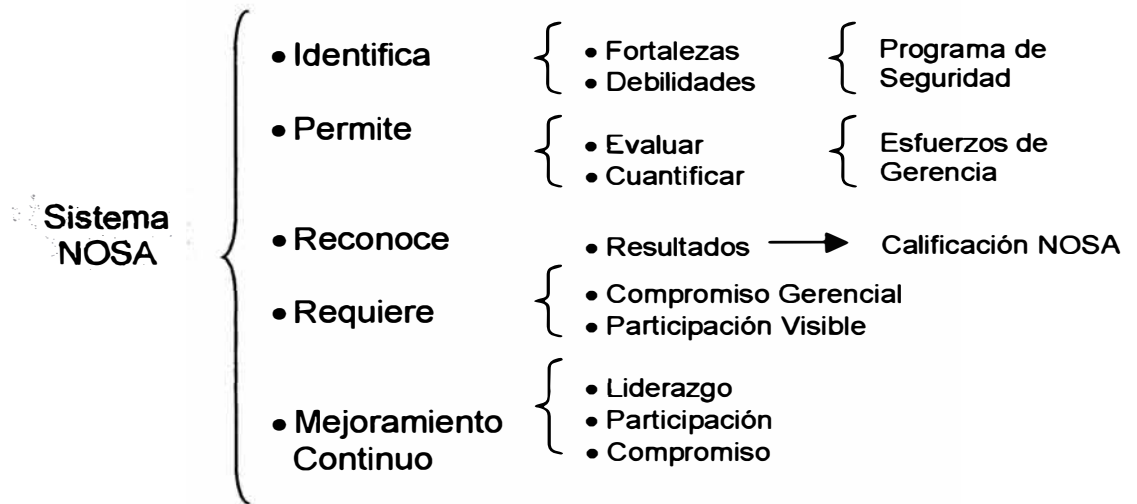 Sistema
NOSA
• Identifica
• Fortalezas
• Debilidades
Programa de
Seguridad
• Permite
• Evaluar
• Cuantificar
Esfuerzos de
Gerencia
• Reconoce
• Resultados
Calificación NOSA
• Requiere
• Compromiso Gerencial
• Participación Visible
• Mejoramiento
Continuo
• Liderazgo
• Participación
• Compromiso